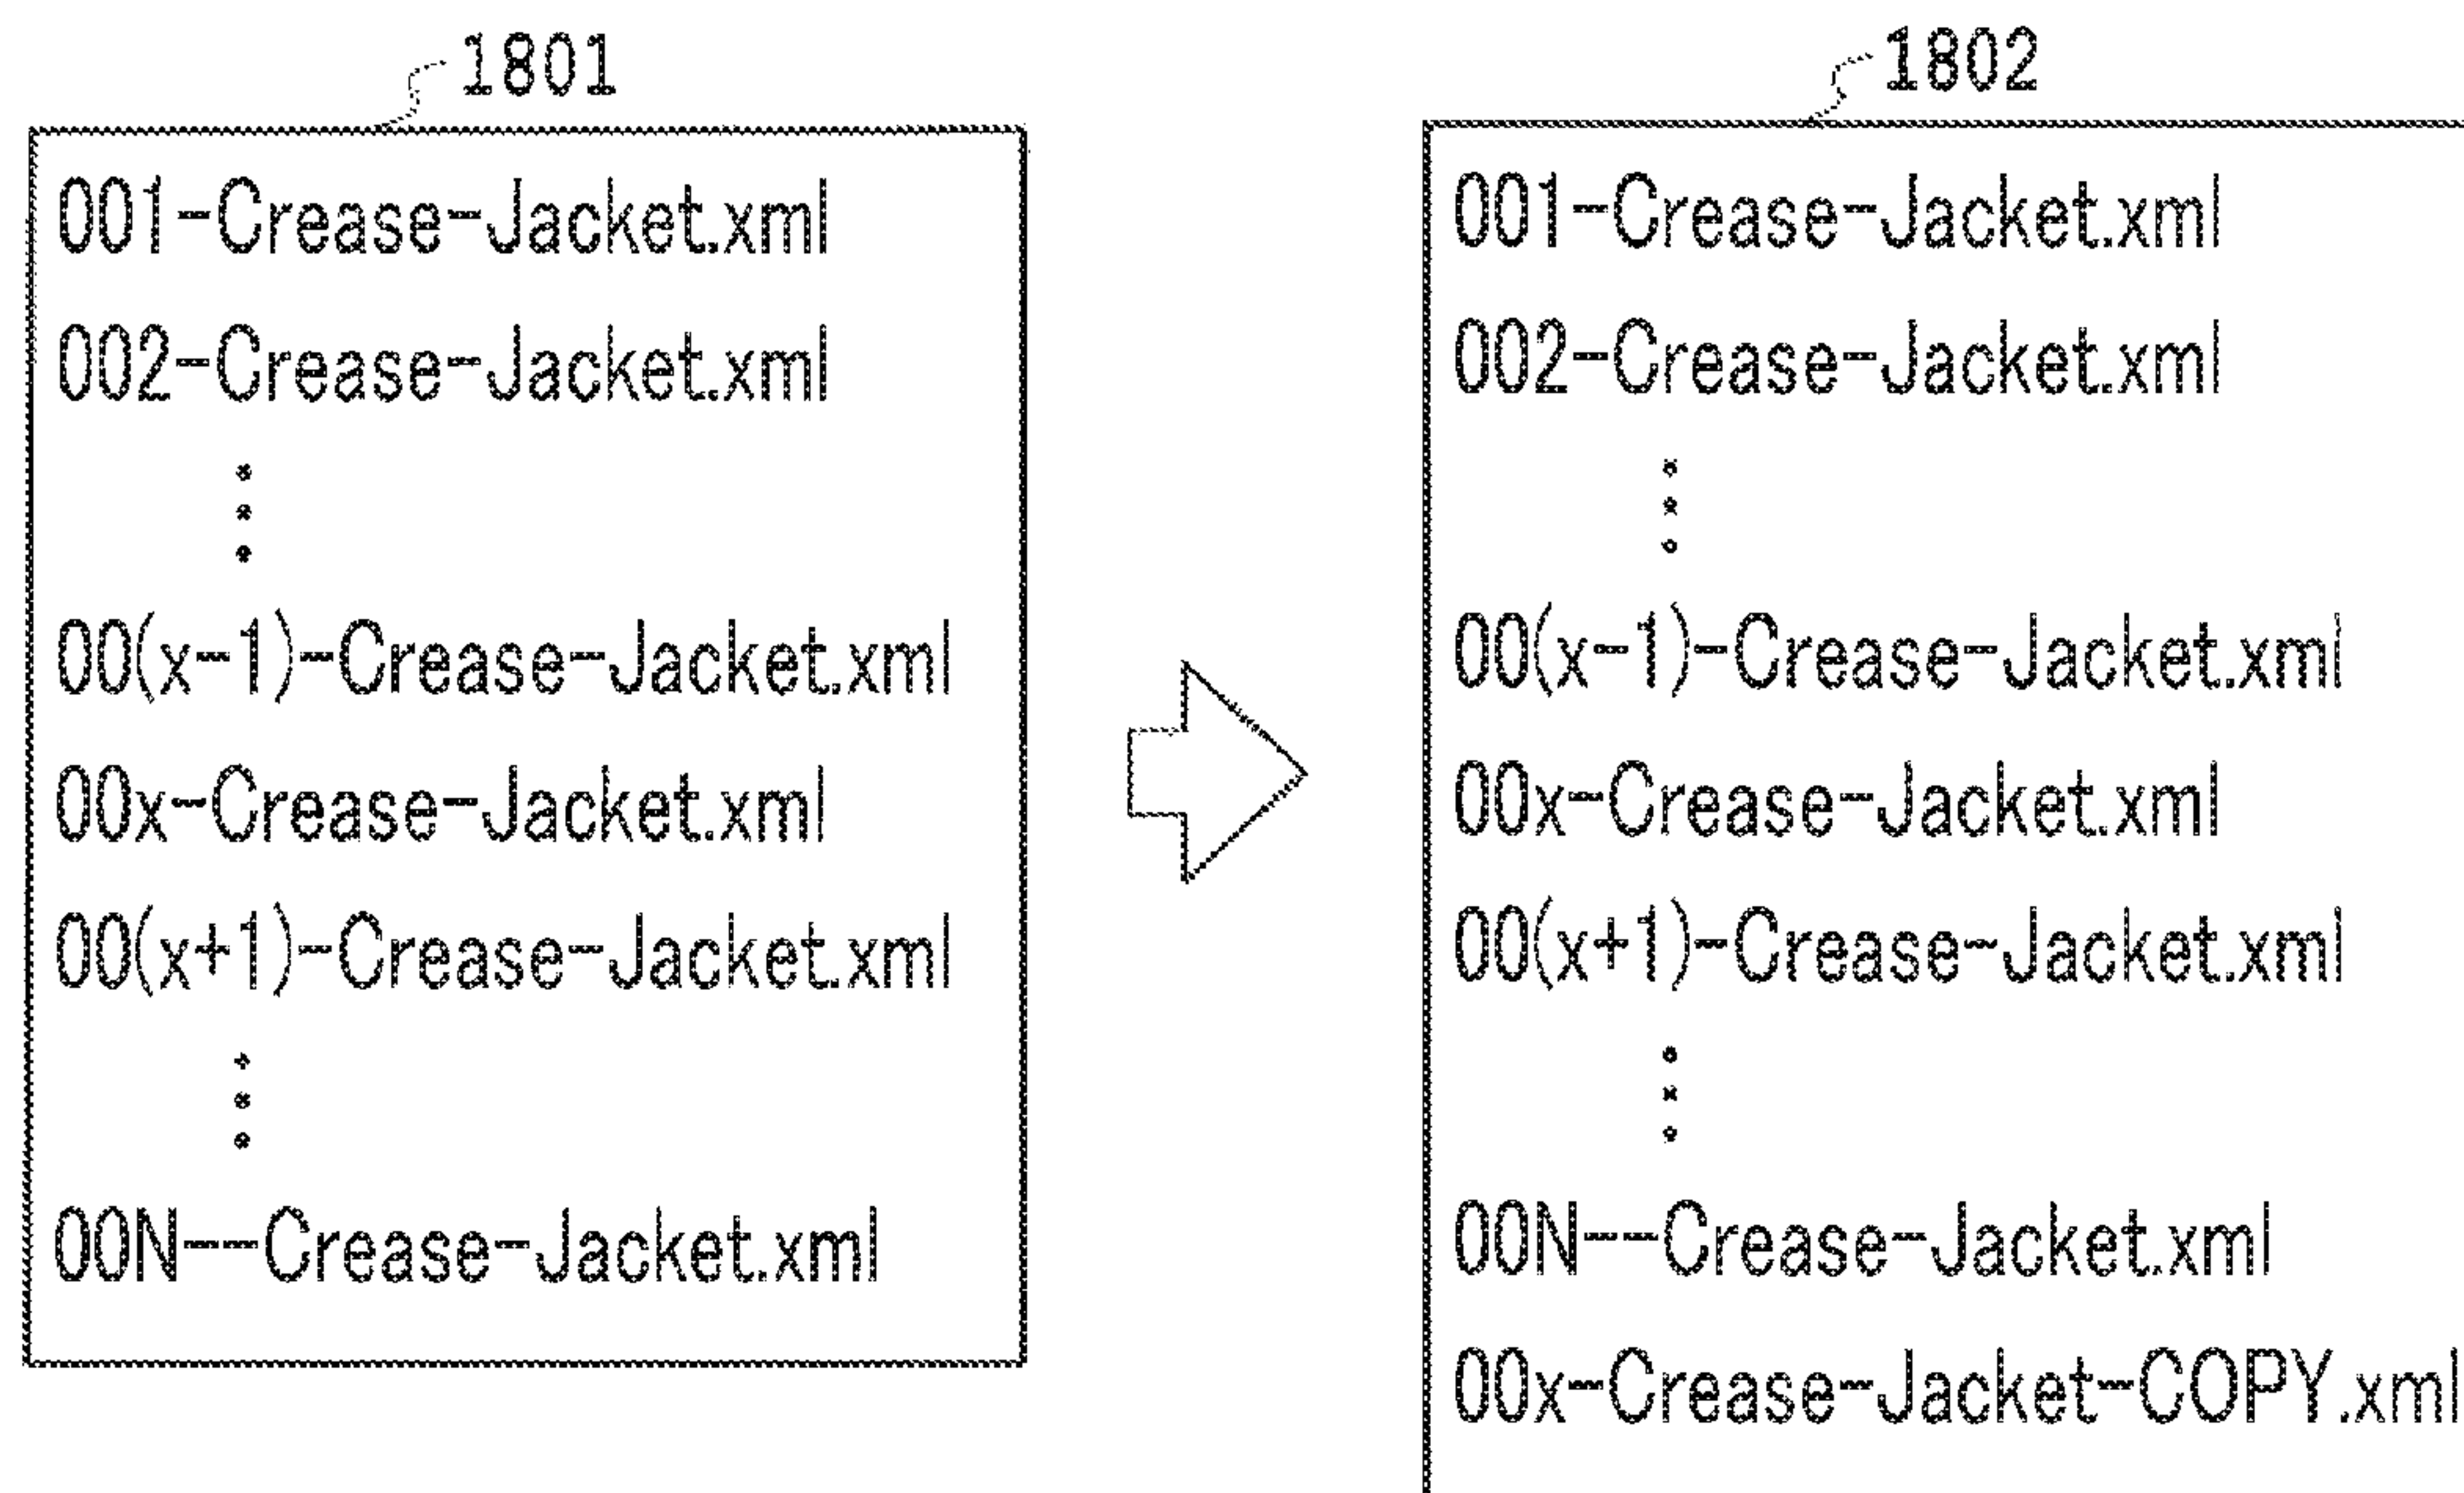 1801
001-Crease-Jacket.xml
002-Crease-Jacket.xml
00(x-1)-Crease-Jacket.xml
00x-Crease-Jacket.xml
00(x+1)-Crease-Jacket.xml
00N--Crease-Jacket.xml
1802
001-Crease-Jacket.xml
002-Crease-Jacket.xml
00(x-1)-Crease-Jacket.xml
00x-Crease-Jacket.xml
00(x+1)-Crease-Jacket.xml
00N--Crease-Jacket.xml
00x-Crease-Jacket-COPY.xml